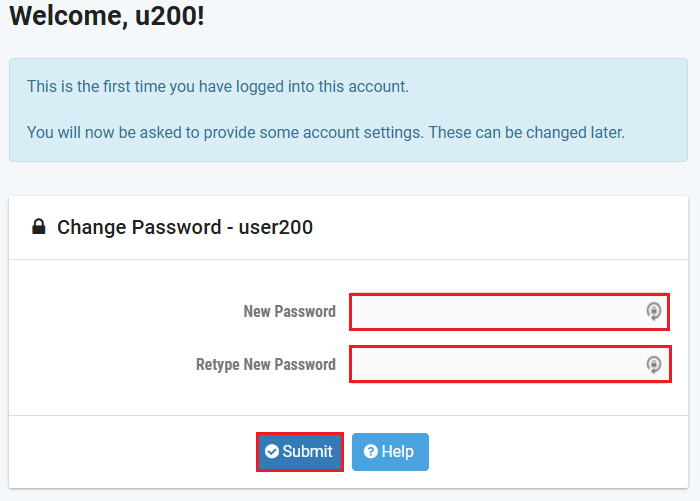 Welcome, u200!
This is the first time you have logged into this account.
You will now be asked to provide some account settings. These can be changed later.
Change Password - user200
New Password
Retype New Password
Submit
Help